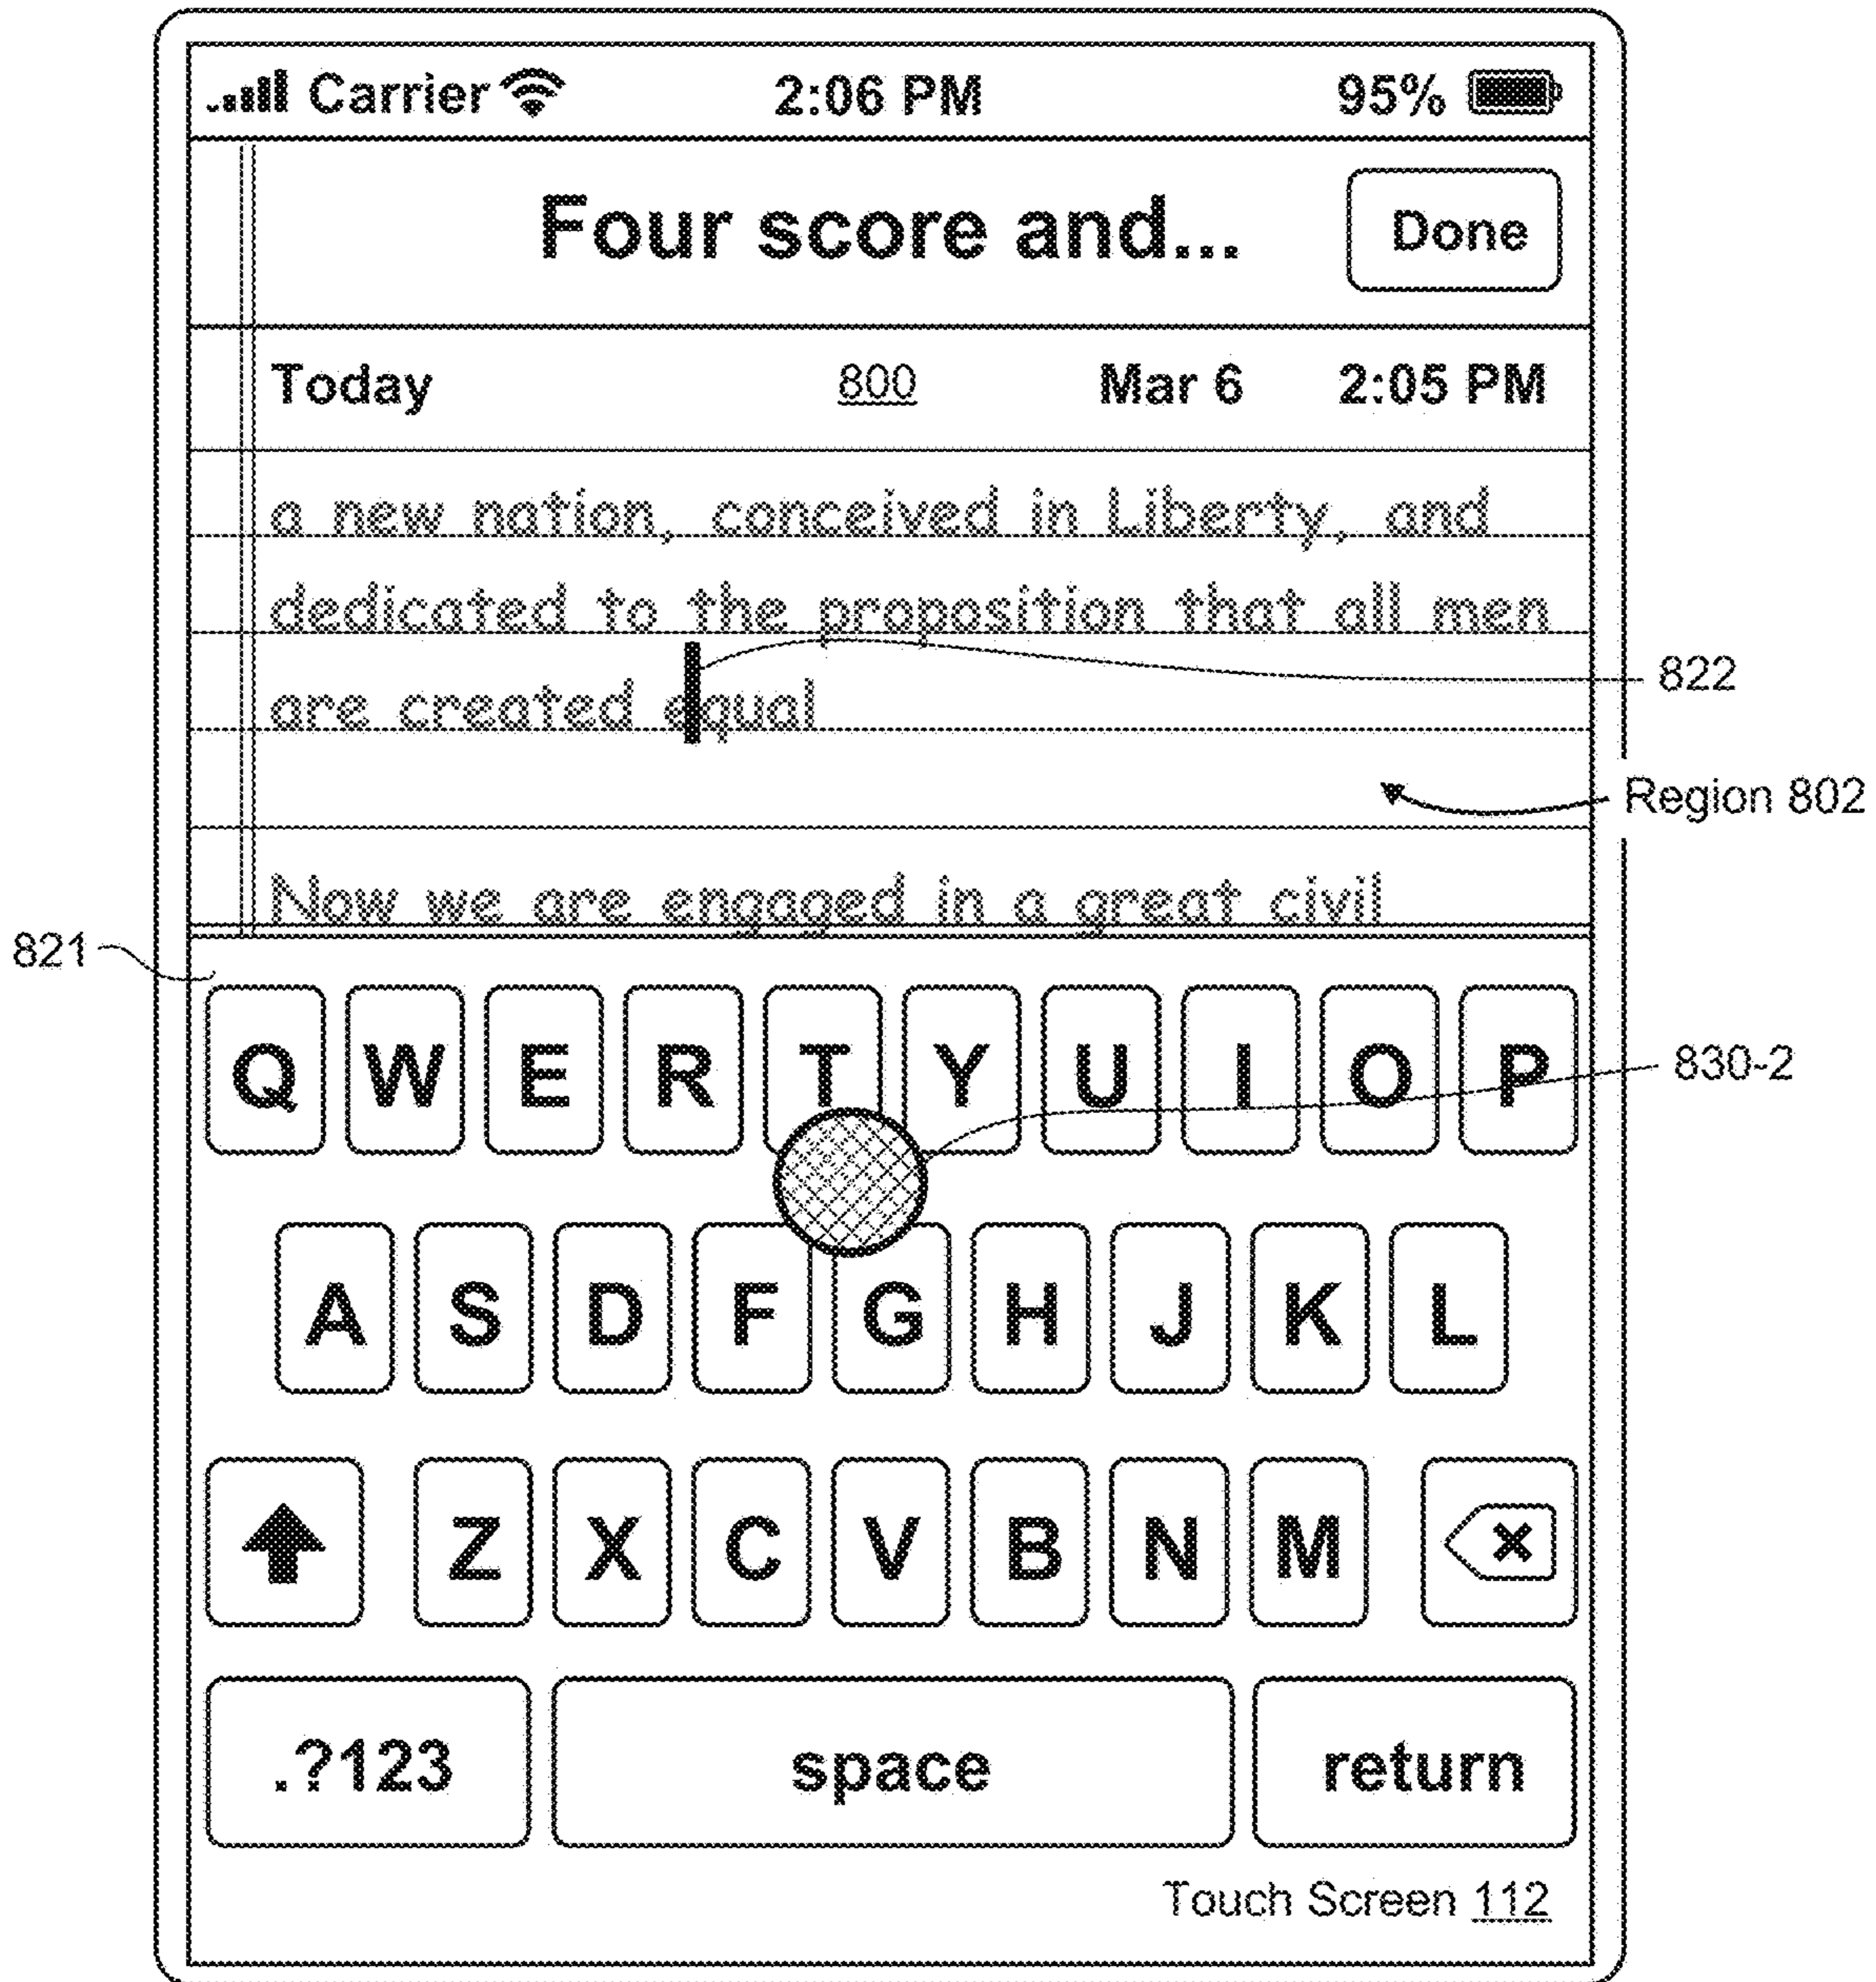 Carrier 2:06 PM 95%
Four score and... Done
Today 800 Mar 6 2:05 PM
a new nation, conceived in Liberty, and
dedicated to the proposition that all men
822
are created equal
Region 802
Now we are engaged in a great civil
821
Q W E R T Y U I O P
830-2
A S D F G H J K L
Z X C V B N M
.?123 space return
Touch Screen 112